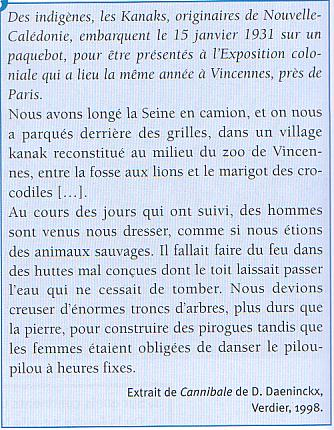 Des indigènes, les Kanaks, originaires de Nouvelle-
Calédonie, embarquent le 15 janvier 1931 sur un
paquebot, pour être présentés à l'Exposition colo-
niale qui a lieu la même année à Vincennes, près de
Paris.
Nous avons longé la Seine en camion, et on nous
a parqués derrière des grilles, dans un village
kanak reconstitué au milieu du zoo de Vincen-
nes, entre la fosse aux lions et le marigot des cro-
codiles [...].
Au cours des jours qui ont suivi, des hommes
sont venus nous dresser, comme si nous étions
des animaux sauvages. Il fallait faire du feu dans
des huttes mal conçues dont le toit laissait passer
l'eau qui ne cessait de tomber. Nous devions
creuser d'énormes troncs d'arbres, plus durs que
la pierre, pour construire des pirogues tandis que
les femmes étaient obligées de danser le pilou-
pilou à heures fixes.
Extrait de Cannibale de D. Daeninckx,
Verdier, 1998.